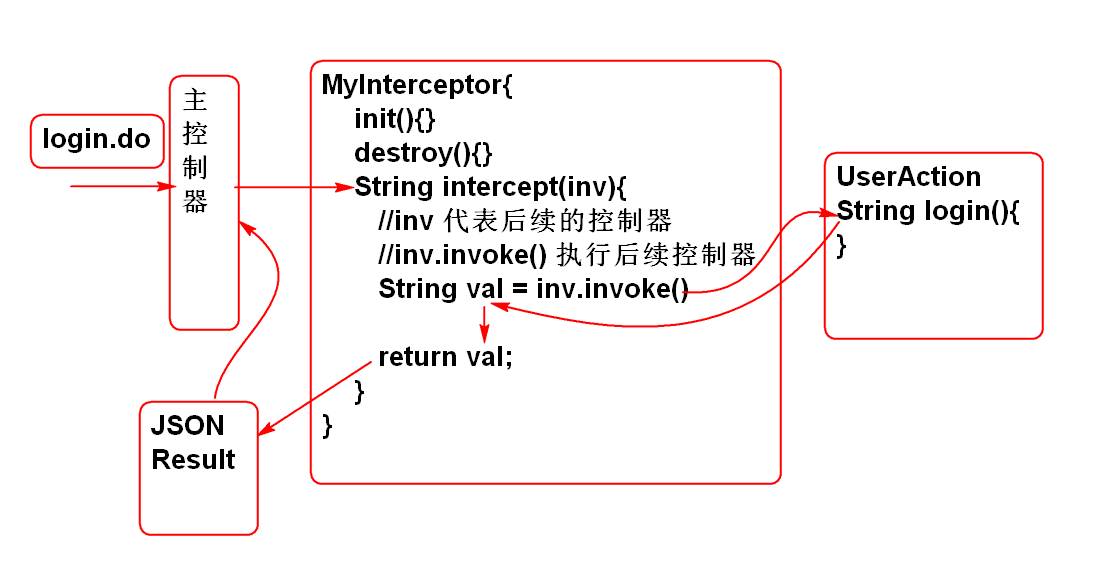 login.do
主
控
制
器
MyInterceptor{
init(){}
destroy(){}
String intercept(inv){
//inv 代表后续的控制器
//inv.invoke() 执行后续控制器
String val = inv.invoke()
return val;
}
}
UserAction
String login(){
}
JSON
Result